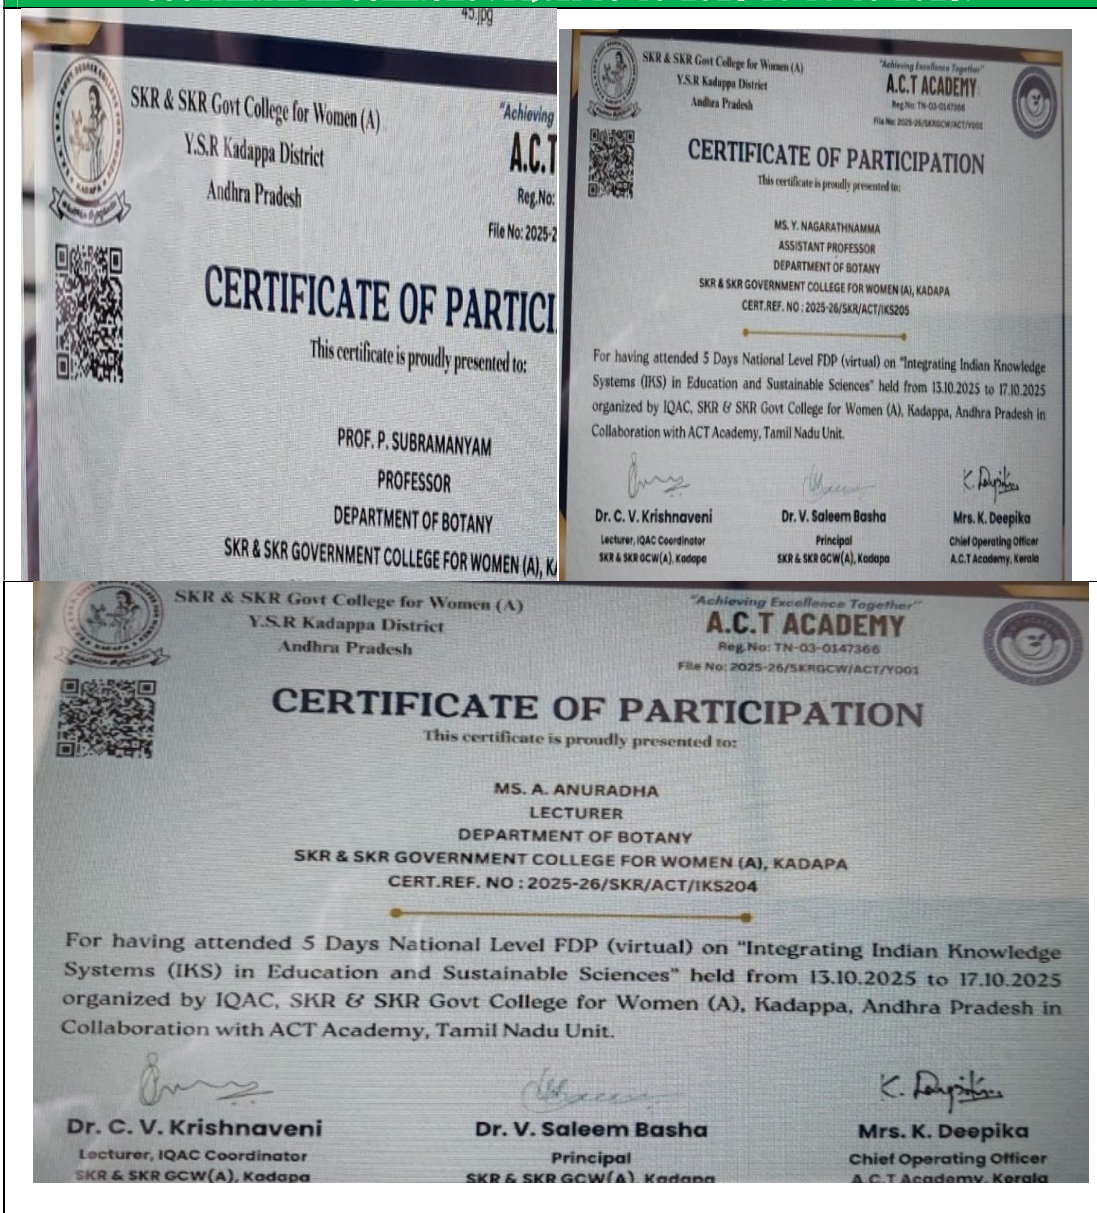 45.jpg
SKR & SKR Govt College for Women (A)
Y.S.R Kadappa District
Andhra Pradesh
"Achieving
A.C.T
Reg.No:
File No: 2025-2
CERTIFICATE OF PARTICI
This certificate is proudly presented to:
PROF. P. SUBRAMANYAM
PROFESSOR
DEPARTMENT OF BOTANY
SKR & SKR GOVERNMENT COLLEGE FOR WOMEN (A), KA
SKR & SKR Govt College for Women (A)
Y.S.R Kadappa District
Andhra Pradesh
"Achieving Excellence Together"
A.C.T ACADEMY
Reg.No: TN-03-0147366
File No: 2025-26/SKRGCW/ACT/Y001
CERTIFICATE OF PARTICIPATION
This certificate is proudly presented to:
MS. Y. NAGARATHNAMMA
ASSISTANT PROFESSOR
DEPARTMENT OF BOTANY
SKR & SKR GOVERNMENT COLLEGE FOR WOMEN (A), KADAPA
CERT.REF. NO : 2025-26/SKR/ACT/IKS205
For having attended 5 Days National Level FDP (virtual) on "Integrating Indian Knowledge
Systems (IKS) in Education and Sustainable Sciences" held from 13.10.2025 to 17.10.2025
organized by IQAC, SKR & SKR Govt College for Women (A), Kadappa, Andhra Pradesh in
Collaboration with ACT Academy, Tamil Nadu Unit.
K. Deepika
Dr. C. V. Krishnaveni
Dr. V. Saleem Basha
Mrs. K. Deepika
Lecturer, IQAC Coordinator
Principal
Chief Operating Officer
SKR & SKR GCW(A), Kadapa
SKR & SKR GCW(A), Kadapa
A.C.T Academy, Kerala
SKR & SKR Govt College for Women (A)
Y.S.R Kadappa District
Andhra Pradesh
"Achieving Excellence Together"
A.C.T ACADEMY
Reg.No: TN-03-0147366
File No: 2025-26/SKRGCW/ACT/Y001
CERTIFICATE OF PARTICIPATION
This certificate is proudly presented to:
MS. A. ANURADHA
LECTURER
DEPARTMENT OF BOTANY
SKR & SKR GOVERNMENT COLLEGE FOR WOMEN (A), KADAPA
CERT.REF. NO : 2025-26/SKR/ACT/IKS204
For having attended 5 Days National Level FDP (virtual) on "Integrating Indian Knowledge
Systems (IKS) in Education and Sustainable Sciences" held from 13.10.2025 to 17.10.2025
organized by IQAC, SKR & SKR Govt College for Women (A), Kadappa, Andhra Pradesh in
Collaboration with ACT Academy, Tamil Nadu Unit.
K. Deepika
Dr. C. V. Krishnaveni
Dr. V. Saleem Basha
Mrs. K. Deepika
Lecturer, IQAC Coordinator
Principal
Chief Operating Officer
SKR & SKR GCW(A), Kadapa
SKR & SKR GCW(A), Kadapa
A.C.T Academy, Kerala